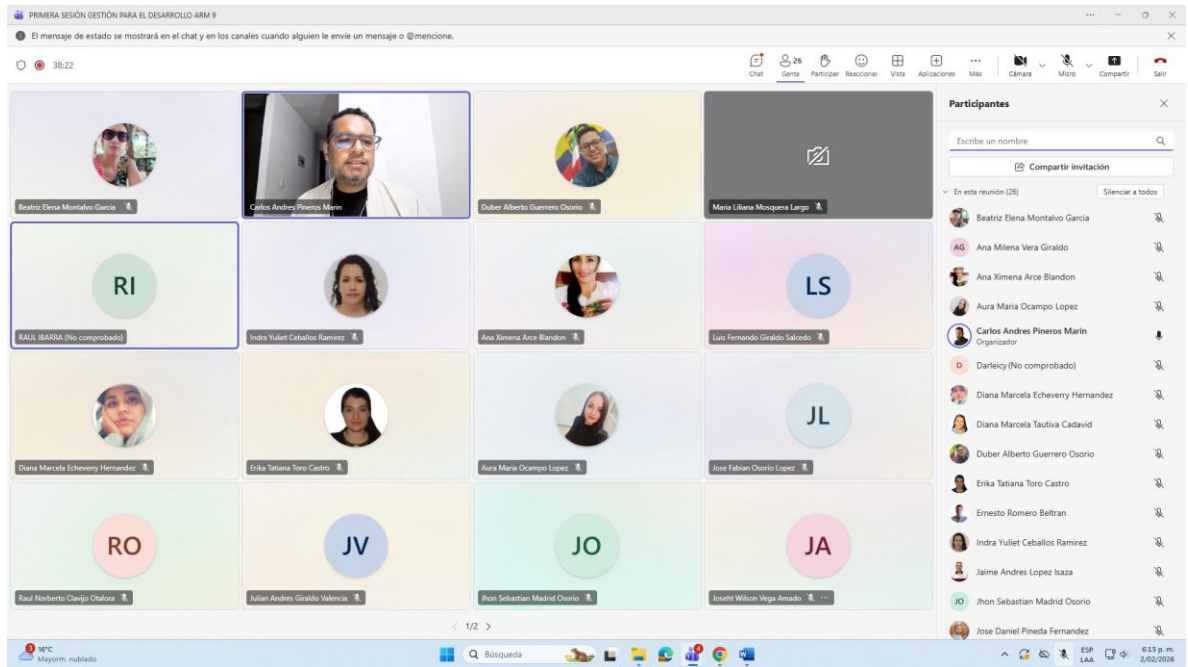 PRIMERA SESIÓN GESTIÓN PARA EL DESARROLLO ARM 9
El mensaje de estado se mostrará en el chat y en los canales cuando alguien le envíe un mensaje o @mencione.
38:22
Chat
26
Gente
Participar
Reaccionar
Vista
Aplicaciones
Más
Cámara
Micro
Compartir
Salir
Beatriz Elena Montalvo Garcia
Carlos Andres Pineros Marin
Duber Alberto Guerrero Osorio
Maria Liliana Mosquera Largo
RI
RAUL IBARRA (No comprobado)
Indra Yuliet Ceballos Ramirez
Ana Ximena Arce Blandon
LS
Luis Fernando Giraldo Salcedo
Diana Marcela Echeverry Hernandez
Erika Tatiana Toro Castro
Aura Maria Ocampo Lopez
JL
Jose Fabian Osorio Lopez
RO
Raul Norberto Clavijo Otalora
JV
Julian Andres Giraldo Valencia
JO
Jhon Sebastian Madrid Osorio
JA
Joseht Wilson Vega Amado
1/2
Participantes
Escribe un nombre
Compartir invitación
En esta reunión (26)
Silenciar a todos
Beatriz Elena Montalvo Garcia
AG Ana Milena Vera Giraldo
Ana Ximena Arce Blandon
Aura Maria Ocampo Lopez
Carlos Andres Pineros Marin
Organizador
D Darleicy (No comprobado)
Diana Marcela Echeverry Hernandez
Diana Marcela Tautiva Cadavid
Duber Alberto Guerrero Osorio
Erika Tatiana Toro Castro
Ernesto Romero Beltran
Indra Yuliet Ceballos Ramirez
Jaime Andres Lopez Isaza
JO Jhon Sebastian Madrid Osorio
Jose Daniel Pineda Fernandez
3
16°C
Mayorm. nublado
Búsqueda
4
ESP
LAA
6:15 p. m.
2/02/2026